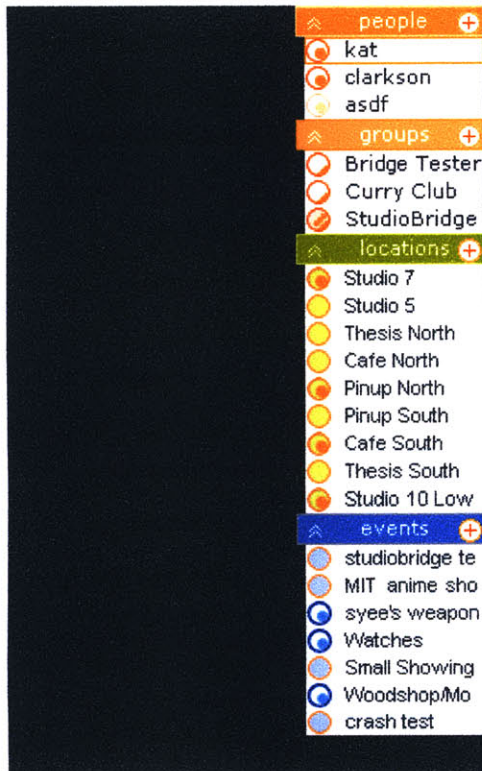 people
kat
clarkson
asdf
groups
Bridge Tester
Curry Club
StudioBridge
locations
Studio 7
Studio 5
Thesis North
Cafe North
Pinup North
Pinup South
Cafe South
Thesis South
Studio 10 Low
events
studiobridge te
MIT anime sho
syee's weapon
Watches
Small Showing
Woodshop/Mo
crash test